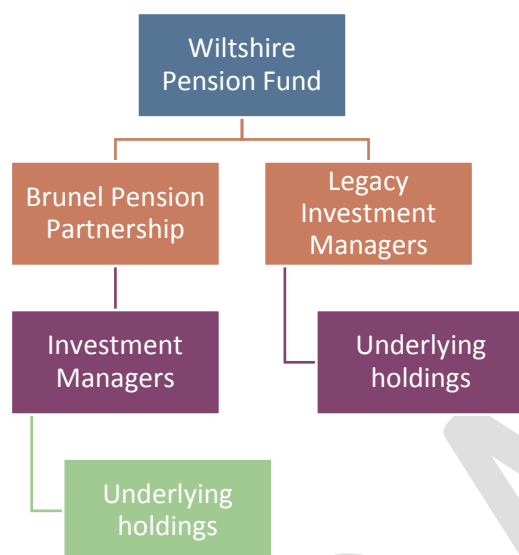 Wiltshire
Pension Fund
Brunel Pension
Partnership
Legacy
Investment
Managers
Investment
Managers
Underlying
holdings
Underlying
holdings